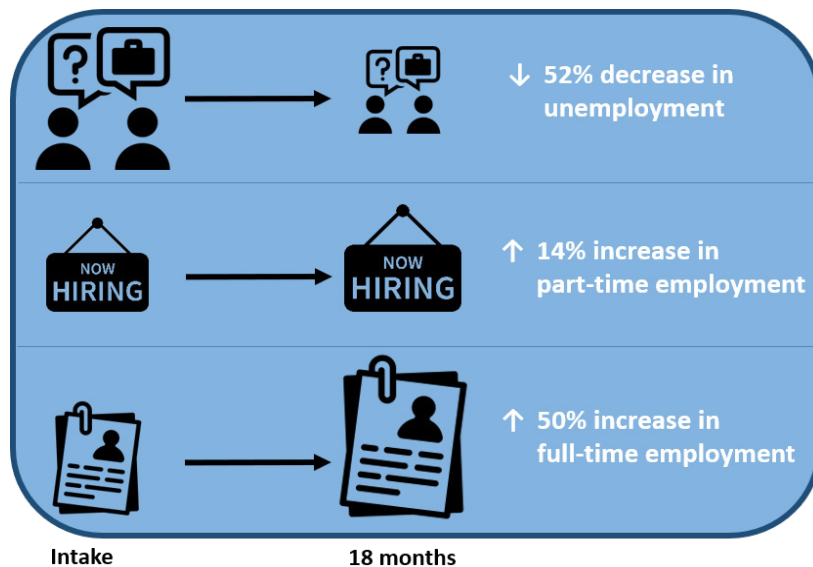 ?
?
↓ 52% decrease in
unemployment
NOW
HIRING
NOW
HIRING
↑ 14% increase in
part-time employment
↑ 50% increase in
full-time employment
Intake
18 months